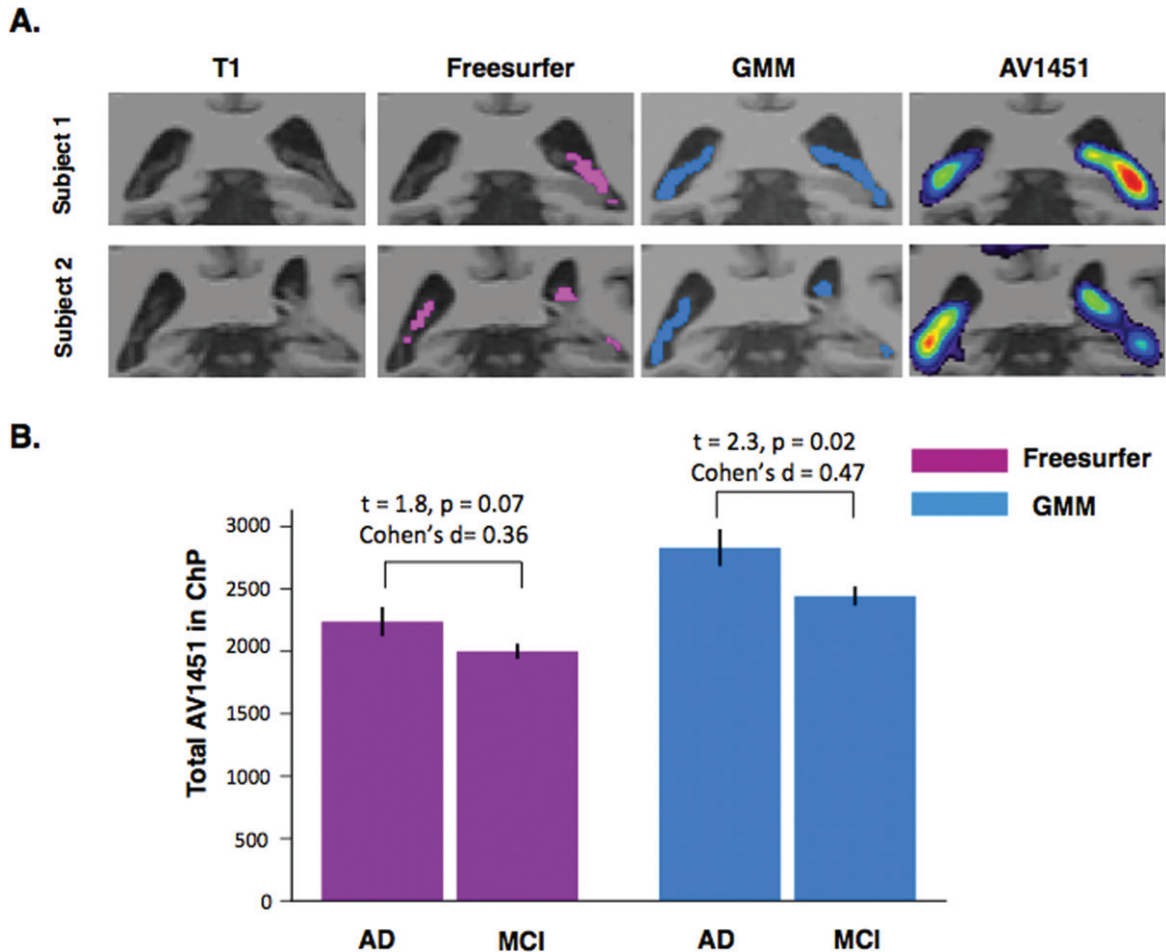 A.
T1 Freesurfer GMM AV1451
Subject 1
Subject 2
B.
t = 2.3, p = 0.02
Cohen's d = 0.47
Freesurfer
GMM
t = 1.8, p = 0.07
Cohen's d= 0.36
Total AV1451 in ChP
3000
2500
2000
1500
1000
500
0
AD MCI AD MCI